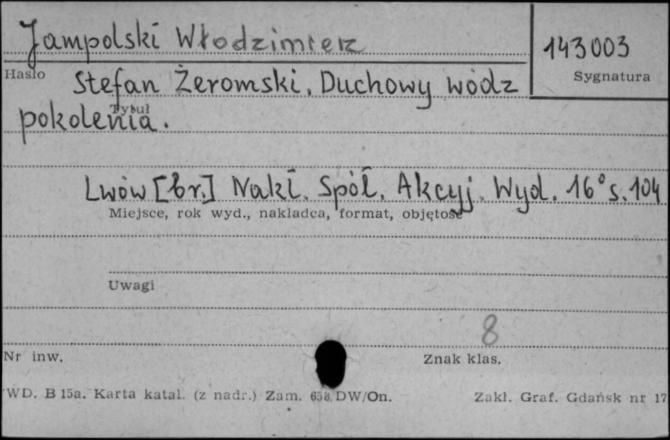 Jampolski Włodzimierz
143003
Hasło
Sygnatura
Stefan Żeromski. Duchowy wódz
Tytuł
pokolenia.
Lwów [br.] Nakł. Spół. Akcyj. Wyd. 16° s. 104
Miejsce, rok wyd., nakładca, format, objętość
Uwagi
8
Nr inw.
Znak klas.
WD. B 15a. Karta katal. (z nadr.) Zam. 658 DW/On.
Zakł. Graf. Gdańsk nr 17